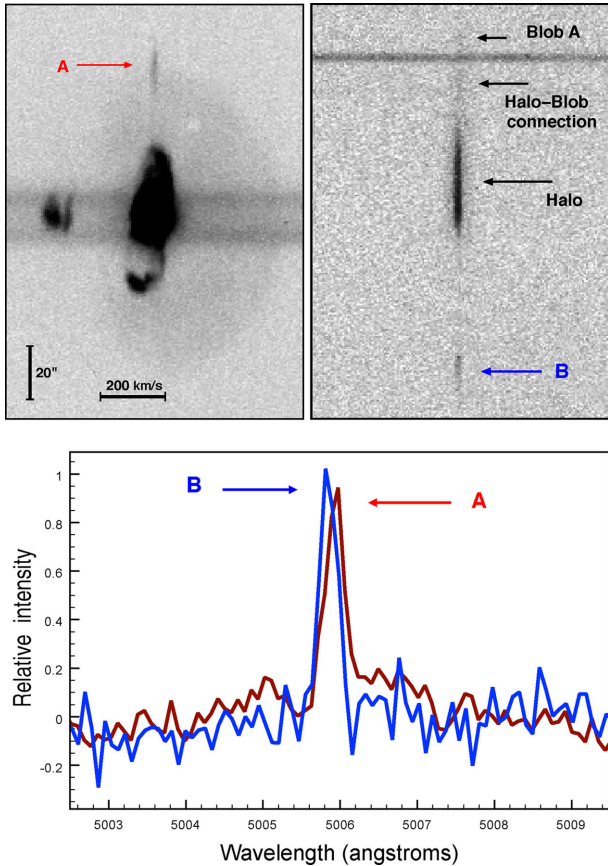 A
20"
200 km/s
Blob A
Halo–Blob
connection
Halo
B
B
A
1
0.8
0.6
0.4
0.2
0
-0.2
Relative intensity
5003 5004 5005 5006 5007 5008 5009
Wavelength (angstroms)